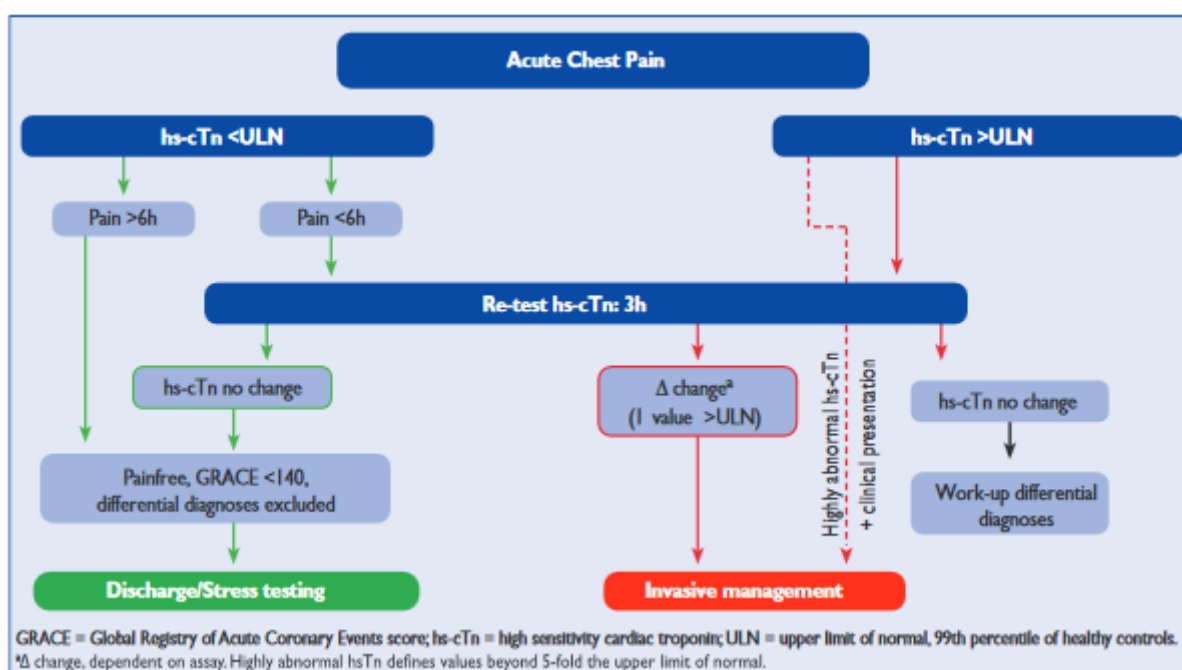 Acute Chest Pain
hs-cTn <ULN
hs-cTn >ULN
Pain >6h
Pain <6h
Re-test hs-cTn: 3h
hs-cTn no change
Δ changeᵃ
(1 value >ULN)
Highly abnormal hs-cTn
+ clinical presentation
hs-cTn no change
Painfree, GRACE <140,
differential diagnoses excluded
Work-up differential
diagnoses
Discharge/Stress testing
Invasive management
GRACE = Global Registry of Acute Coronary Events score; hs-cTn = high sensitivity cardiac troponin; ULN = upper limit of normal, 99th percentile of healthy controls.
ᵃΔ change, dependent on assay. Highly abnormal hsTn defines values beyond 5-fold the upper limit of normal.